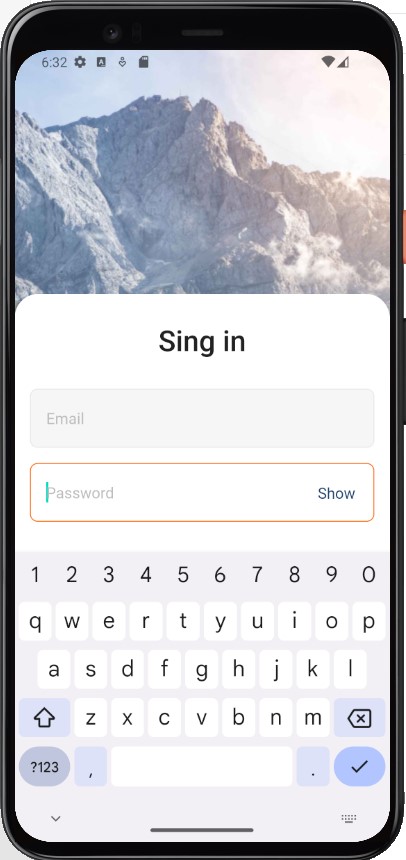 6:32
Sing in
Email
Password Show
1 2 3 4 5 6 7 8 9 0
q w e r t y u i o p
a s d f g h j k l
z x c v b n m
?123 , .